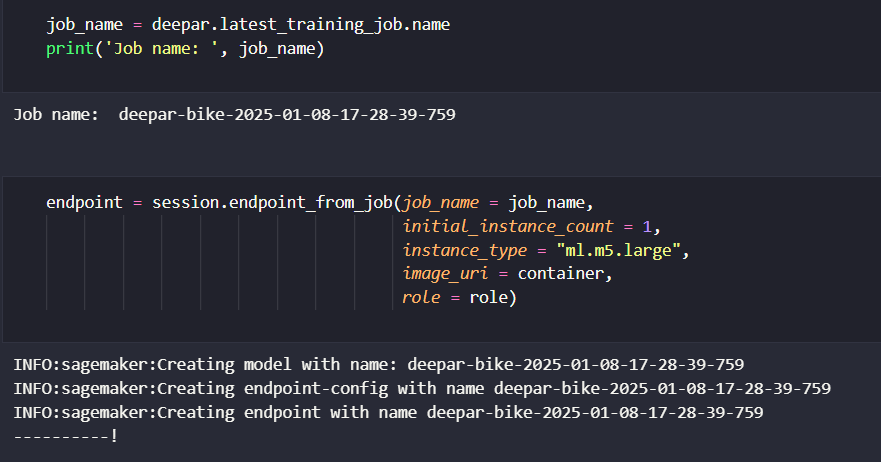 job_name = deepar.latest_training_job.name
print('Job name: ', job_name)
Job name:  deepar-bike-2025-01-08-17-28-39-759
endpoint = session.endpoint_from_job(job_name = job_name,
initial_instance_count = 1,
instance_type = "ml.m5.large",
image_uri = container,
role = role)
INFO:sagemaker:Creating model with name: deepar-bike-2025-01-08-17-28-39-759
INFO:sagemaker:Creating endpoint-config with name deepar-bike-2025-01-08-17-28-39-759
INFO:sagemaker:Creating endpoint with name deepar-bike-2025-01-08-17-28-39-759
----------!